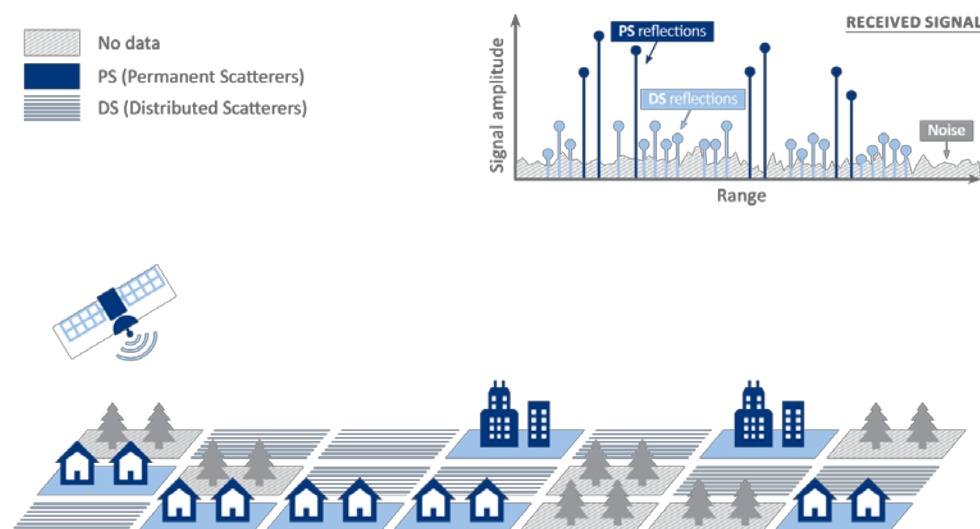 No data
PS (Permanent Scatterers)
DS (Distributed Scatterers)
RECEIVED SIGNAL
PS reflections
DS reflections
Noise
Signal amplitude
Range